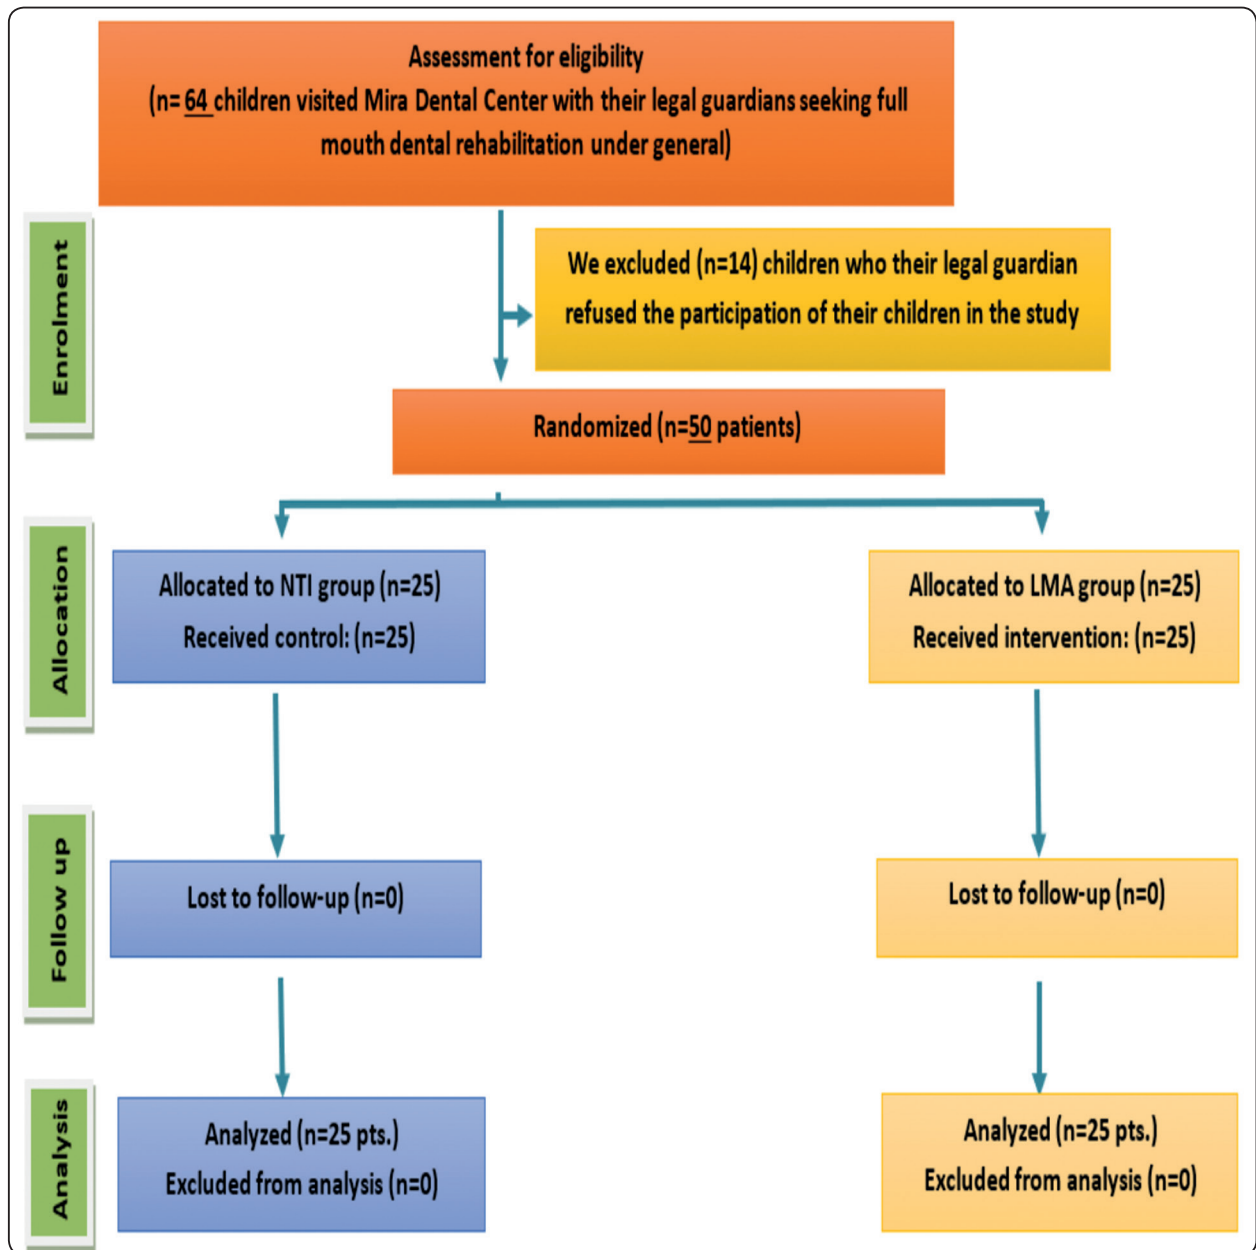 Assessment for eligibility
(n= 64 children visited Mira Dental Center with their legal guardians seeking full
mouth dental rehabilitation under general)
Enrolment
We excluded (n=14) children who their legal guardian
refused the participation of their children in the study
Randomized (n=50 patients)
Allocation
Allocated to NTI group (n=25)
Received control: (n=25)
Allocated to LMA group (n=25)
Received intervention: (n=25)
Follow up
Lost to follow-up (n=0)
Lost to follow-up (n=0)
Analysis
Analyzed (n=25 pts.)
Excluded from analysis (n=0)
Analyzed (n=25 pts.)
Excluded from analysis (n=0)